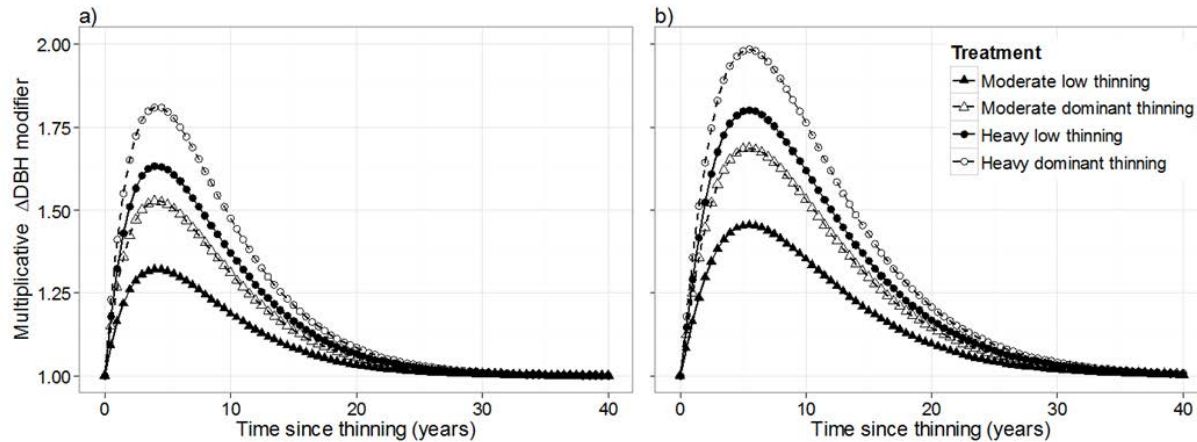 a)
b)
2.00
1.75
1.50
1.25
1.00
Multiplicative ΔDBH modifier
0 10 20 30 40
0 10 20 30 40
Time since thinning (years)
Time since thinning (years)
Treatment
Moderate low thinning
Moderate dominant thinning
Heavy low thinning
Heavy dominant thinning